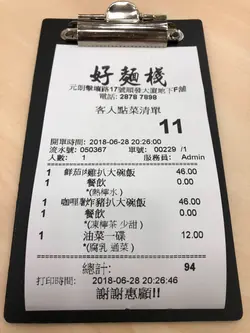 好麵棧
元朗擊壤路17號順發大廈地下F舖
電話: 2878 7898
客人點菜清單
11
開單時間: 2018-06-28 20:26:00
流水號: 050367 單號: 00229 /1
人數: 1 服務員: Admin
1 鮮茄雞扒大碗飯 46.00
1 餐飲 0.00
*(熱檸水)
1 咖喱汁炸豬扒大碗飯 46.00
1 餐飲 0.00
*(凍檸茶 少甜)
1 油菜一碟 12.00
*(腐乳 通菜)
總計: 94
打印時間: 2018-06-28 20:26:46
謝謝惠顧!!